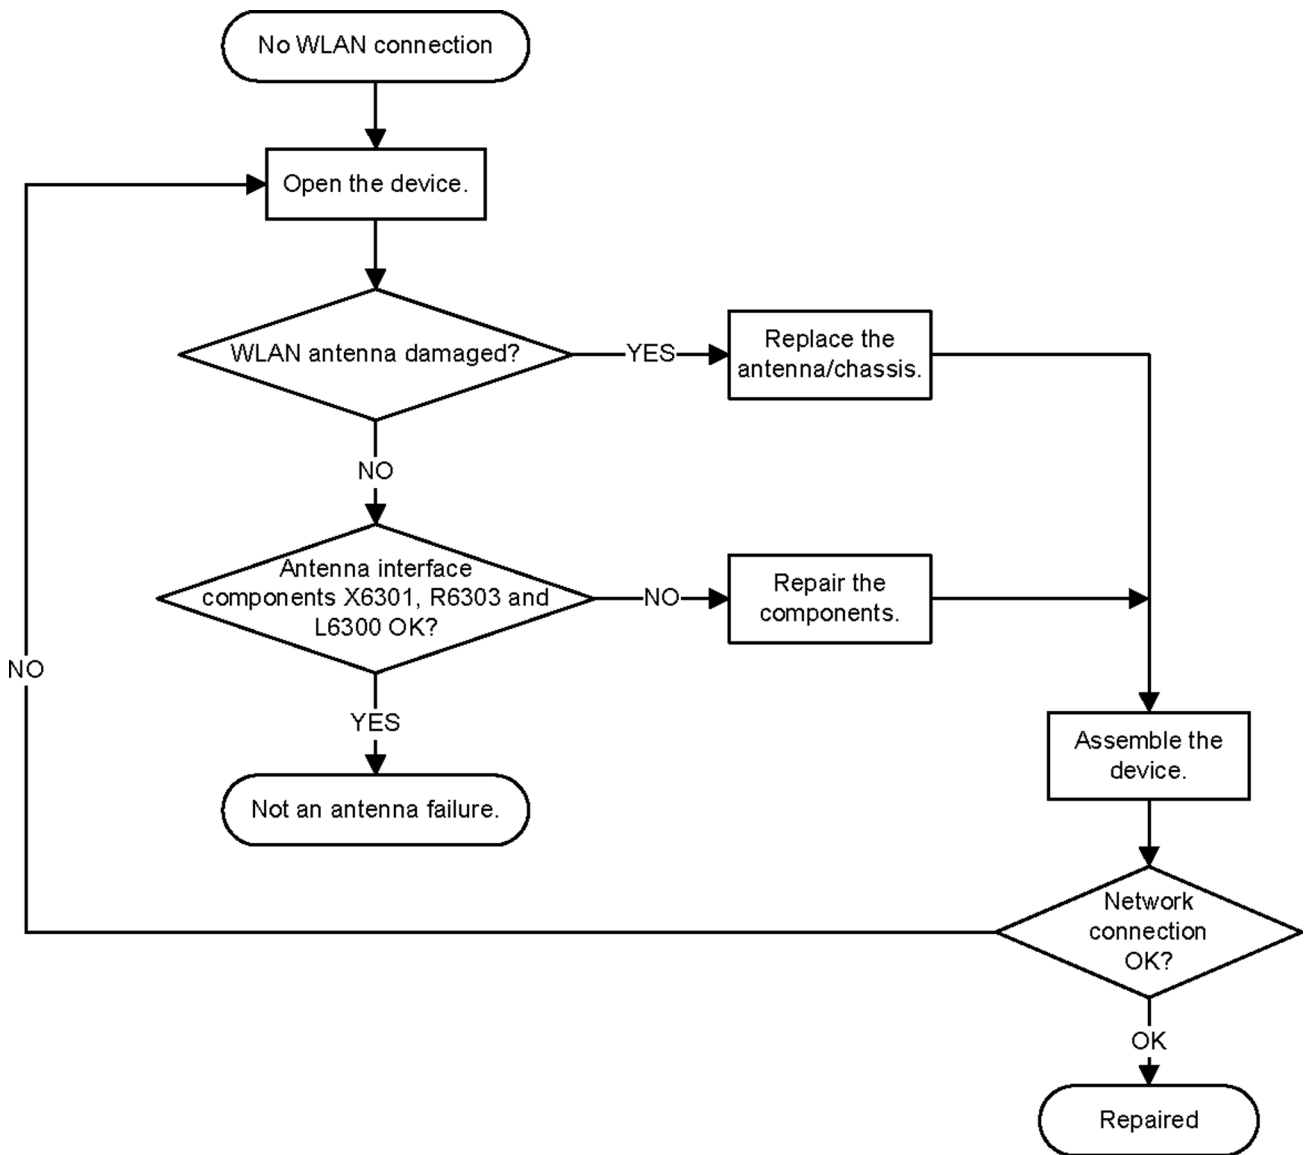 No WLAN connection
Open the device.
WLAN antenna damaged?
YES
Replace the
antenna/chassis.
NO
Antenna interface
components X6301, R6303 and
L6300 OK?
NO
Repair the
components.
NO
YES
Assemble the
device.
Not an antenna failure.
Network
connection
OK?
OK
Repaired